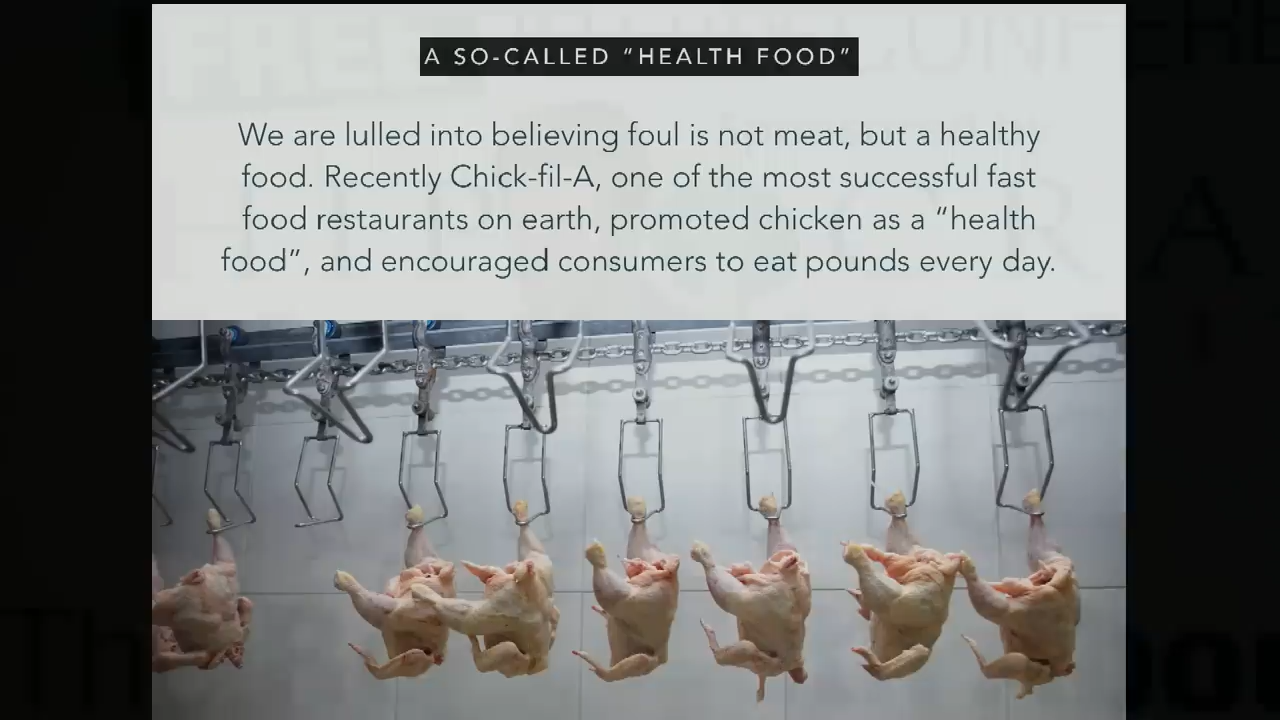 A SO-CALLED “HEALTH FOOD”
We are lulled into believing foul is not meat, but a healthy
food. Recently Chick-fil-A, one of the most successful fast
food restaurants on earth, promoted chicken as a “health
food”, and encouraged consumers to eat pounds every day.